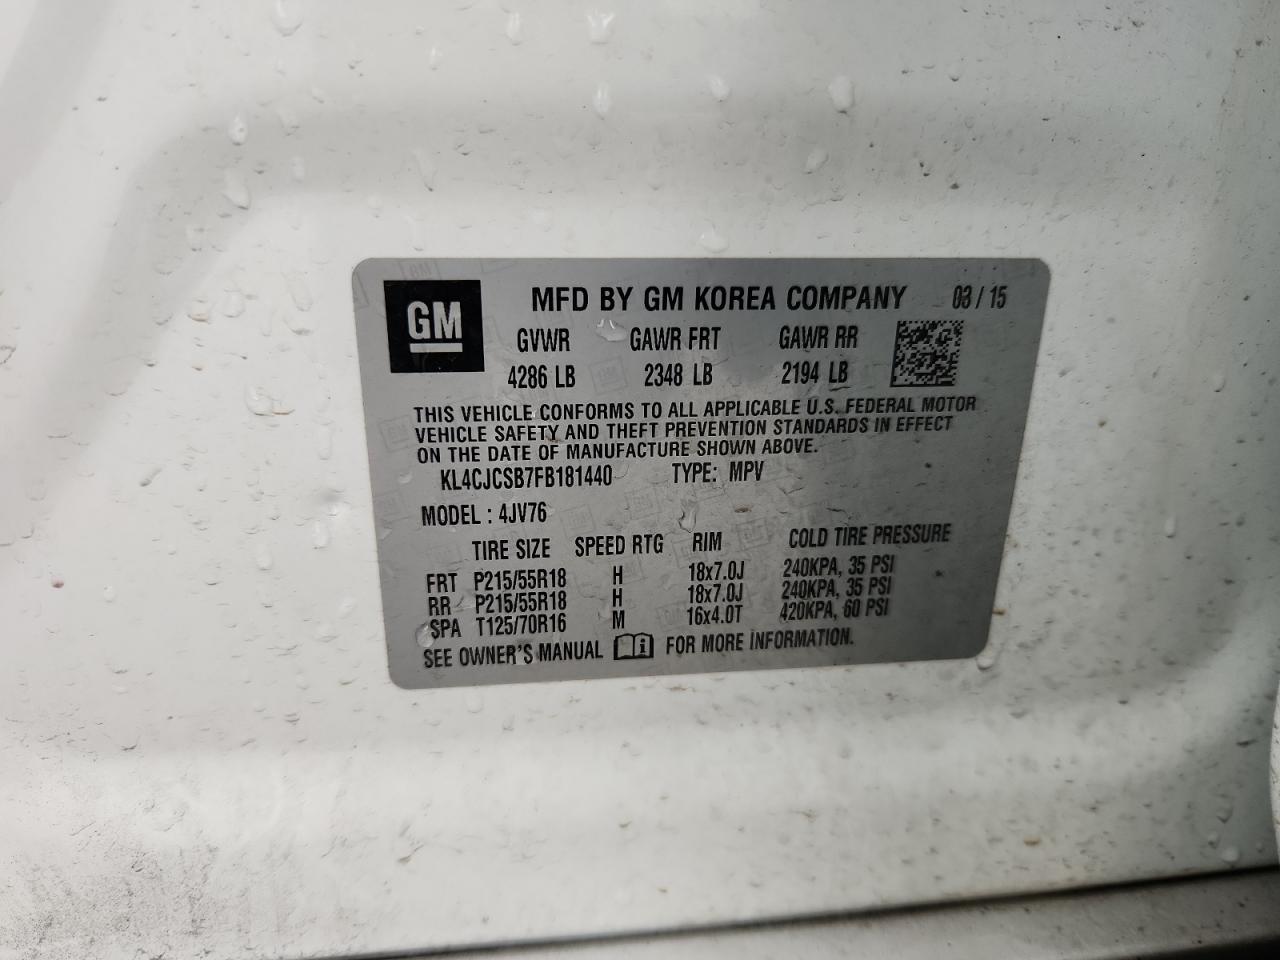 GM
MFD BY GM KOREA COMPANY 03/15
GVWR GAWR FRT GAWR RR
4286 LB 2348 LB 2194 LB
THIS VEHICLE CONFORMS TO ALL APPLICABLE U.S. FEDERAL MOTOR
VEHICLE SAFETY AND THEFT PREVENTION STANDARDS IN EFFECT
ON THE DATE OF MANUFACTURE SHOWN ABOVE.
KL4CJCSB7FB181440 TYPE: MPV
MODEL : 4JV76
TIRE SIZE SPEED RTG RIM COLD TIRE PRESSURE
FRT P215/55R18 H 18x7.0J 240KPA, 35 PSI
RR P215/55R18 H 18x7.0J 240KPA, 35 PSI
SPA T125/70R16 M 16x4.0T 420KPA, 60 PSI
SEE OWNER'S MANUAL i FOR MORE INFORMATION.